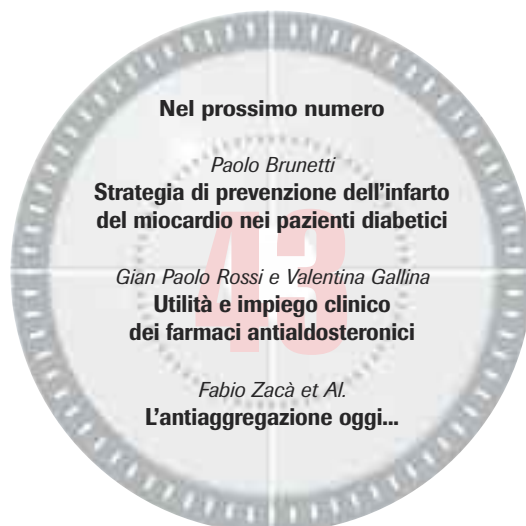 Nel prossimo numero
Paolo Brunetti
Strategia di prevenzione dell'infarto
del miocardio nei pazienti diabetici
43
Gian Paolo Rossi e Valentina Gallina
Utilità e impiego clinico
dei farmaci antialdosteronici
Fabio Zacà et Al.
L'antiaggregazione oggi...